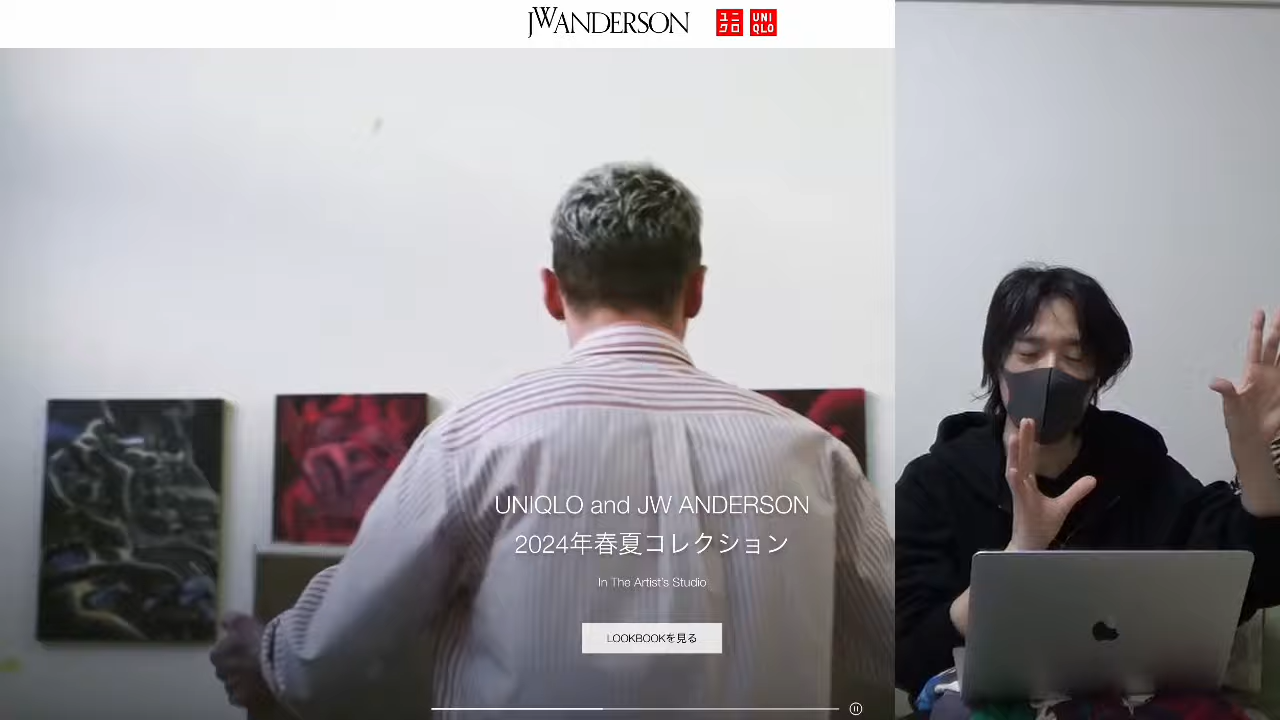 JWANDERSON
ユニクロ
UNIQLO
UNIQLO and JW ANDERSON
2024年春夏コレクション
In The Artist's Studio
LOOKBOOKを見る